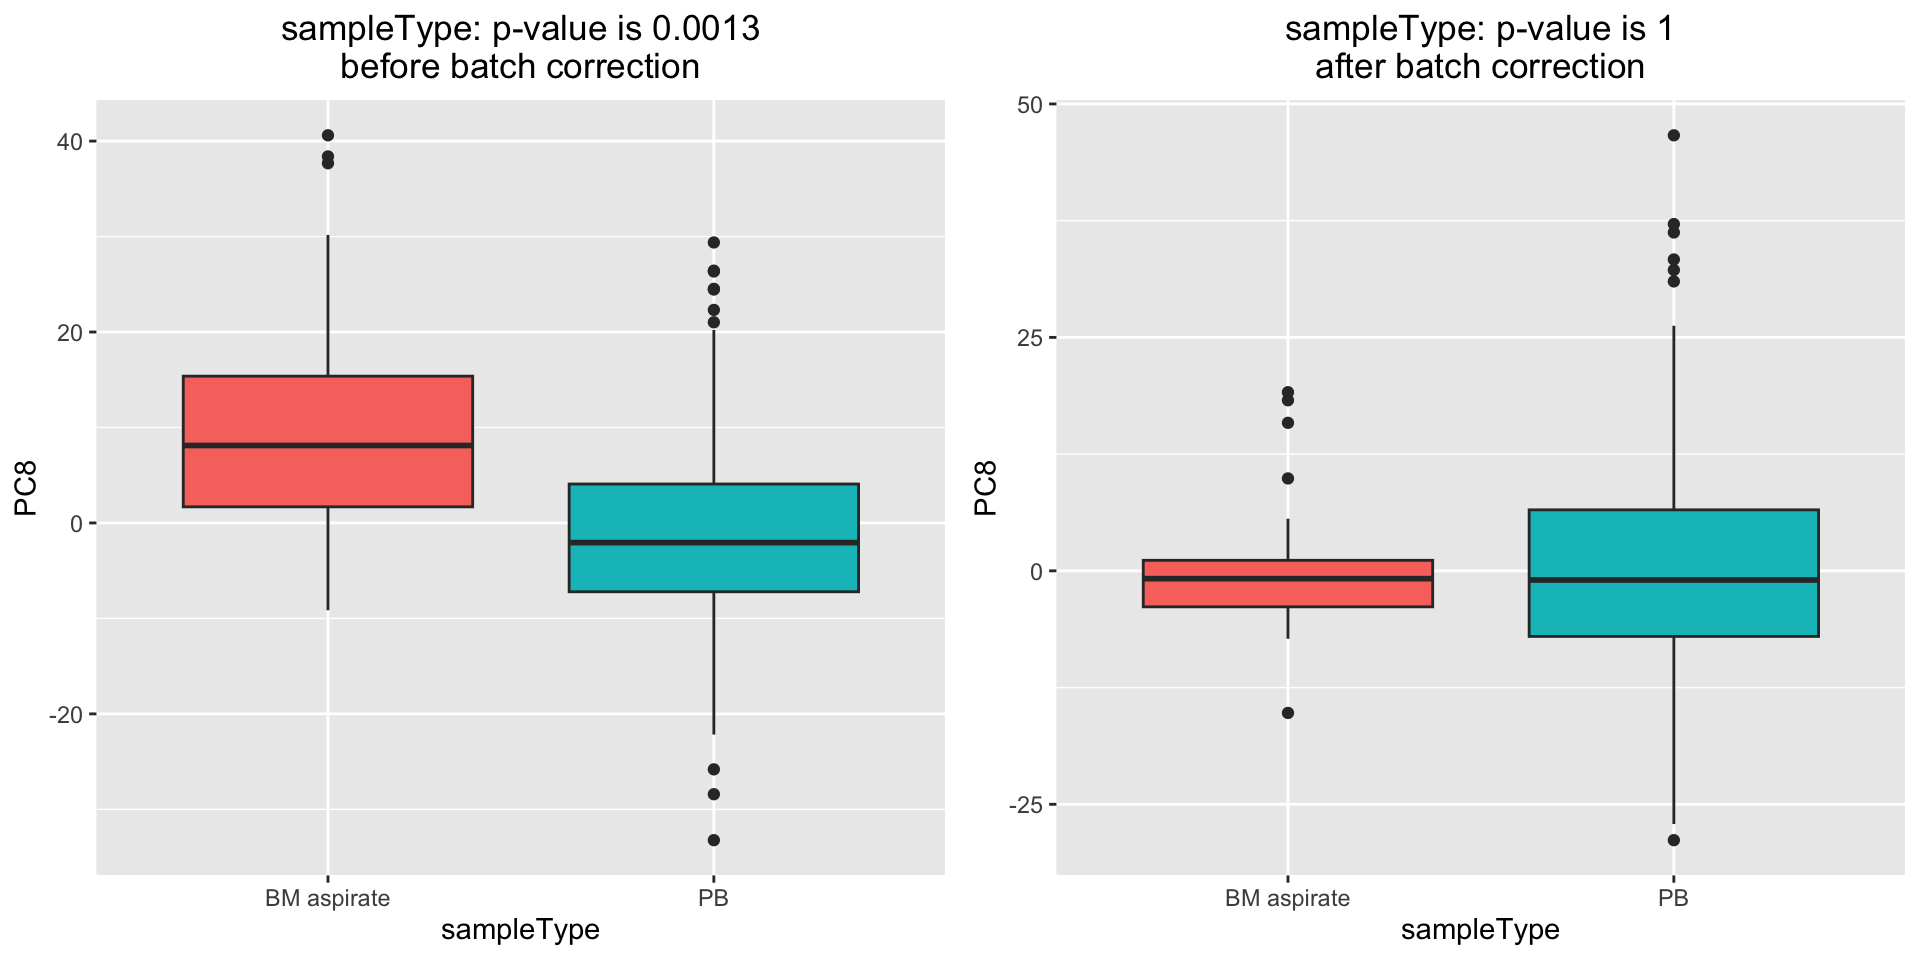 sampleType: p-value is 0.0013
before batch correction
40
20
0
-20
PC8
BM aspirate
PB
sampleType
sampleType: p-value is 1
after batch correction
50
25
0
-25
PC8
BM aspirate
PB
sampleType